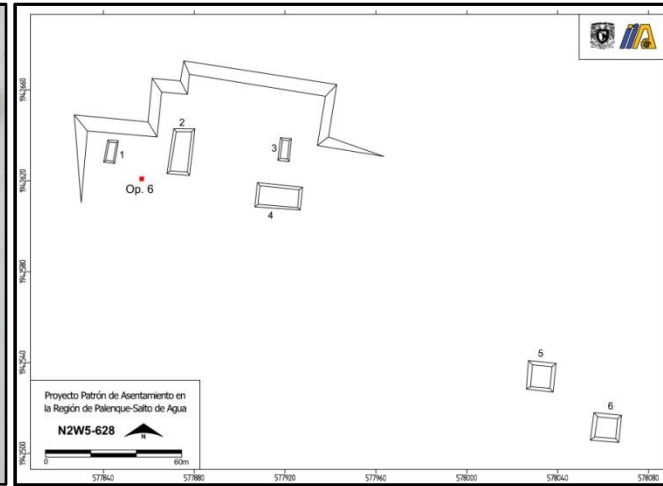 1942660
1942620
1942580
1942540
1942500
1
2
3
Op. 6
4
5
6
Proyecto Patrón de Asentamiento en
la Región de Palenque-Salto de Agua
N2W5-628
N
0 60m
577840 577880 577920 577960 578000 578040 578080